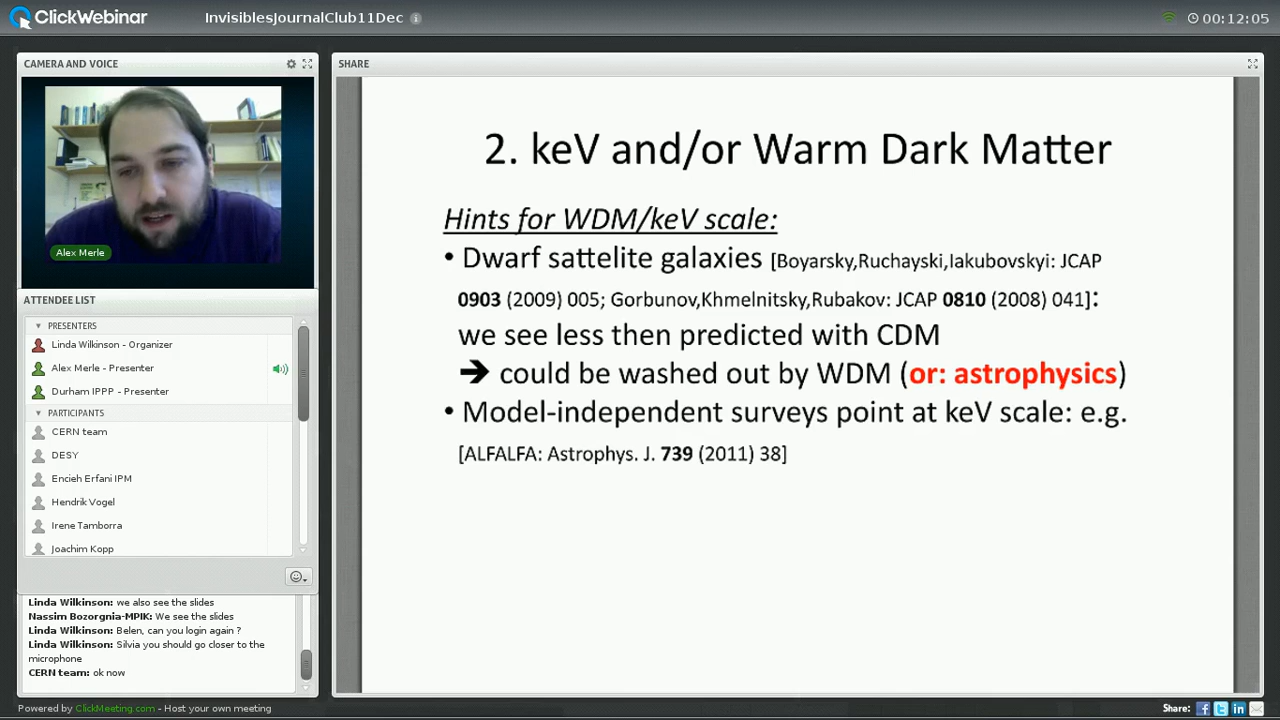 ClickWebinar
InvisiblesJournalClub11Dec
00:12:05
CAMERA AND VOICE
Alex Merle
ATTENDEE LIST
PRESENTERS
Linda Wilkinson - Organizer
Alex Merle - Presenter
Durham IPPP - Presenter
PARTICIPANTS
CERN team
DESY
Encieh Erfani IPM
Hendrik Vogel
Irene Tamborra
Joachim Kopp
Linda Wilkinson: we also see the slides
Nassim Bozorgnia-MPIK: We see the slides
Linda Wilkinson: Belen, can you login again ?
Linda Wilkinson: Silvia you should go closer to the
microphone
CERN team: ok now
SHARE
2. keV and/or Warm Dark Matter
Hints for WDM/keV scale:
• Dwarf sattelite galaxies [Boyarsky,Ruchayski,Iakubovskyi: JCAP
0903 (2009) 005; Gorbunov,Khmelnitsky,Rubakov: JCAP 0810 (2008) 041]:
we see less then predicted with CDM
➔ could be washed out by WDM (or: astrophysics)
• Model-independent surveys point at keV scale: e.g.
[ALFALFA: Astrophys. J. 739 (2011) 38]
Powered by ClickMeeting.com - Host your own meeting
Share: